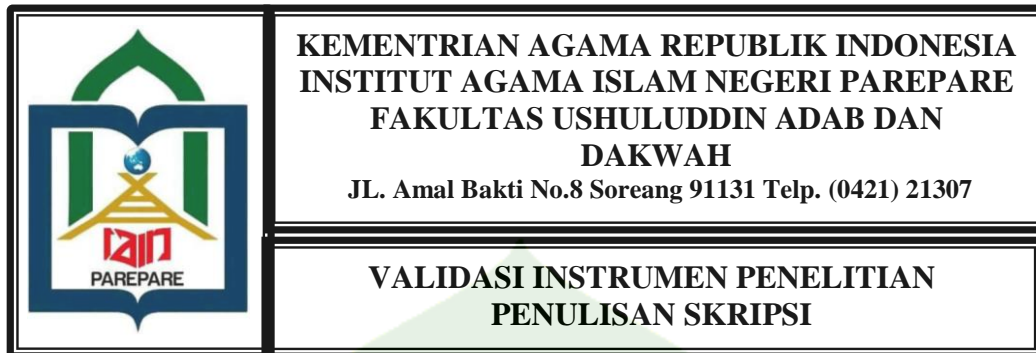 KEMENTRIAN AGAMA REPUBLIK INDONESIA
INSTITUT AGAMA ISLAM NEGERI PAREPARE
FAKULTAS USHULUDDIN ADAB DAN
DAKWAH
JL. Amal Bakti No.8 Soreang 91131 Telp. (0421) 21307
iain
PAREPARE
VALIDASI INSTRUMEN PENELITIAN
PENULISAN SKRIPSI